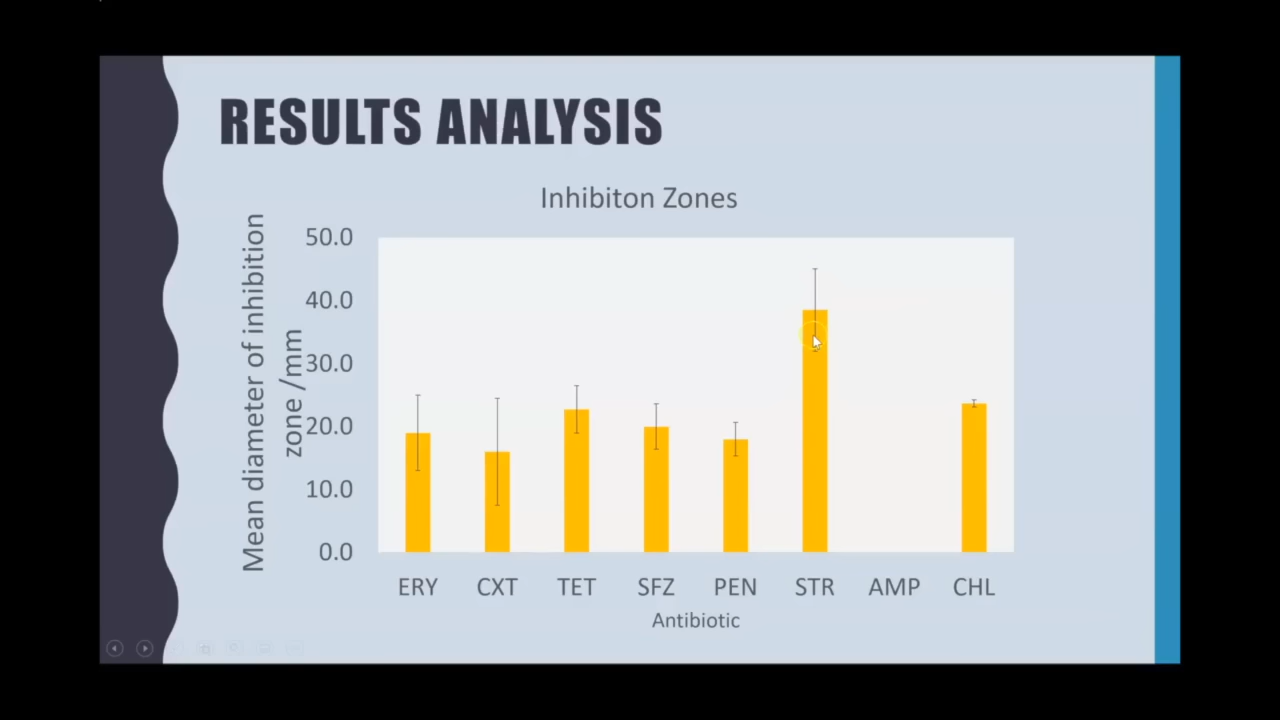 RESULTS ANALYSIS
Inhibiton Zones
Mean diameter of inhibition
zone /mm
50.0
40.0
30.0
20.0
10.0
0.0
ERY CXT TET SFZ PEN STR AMP CHL
Antibiotic